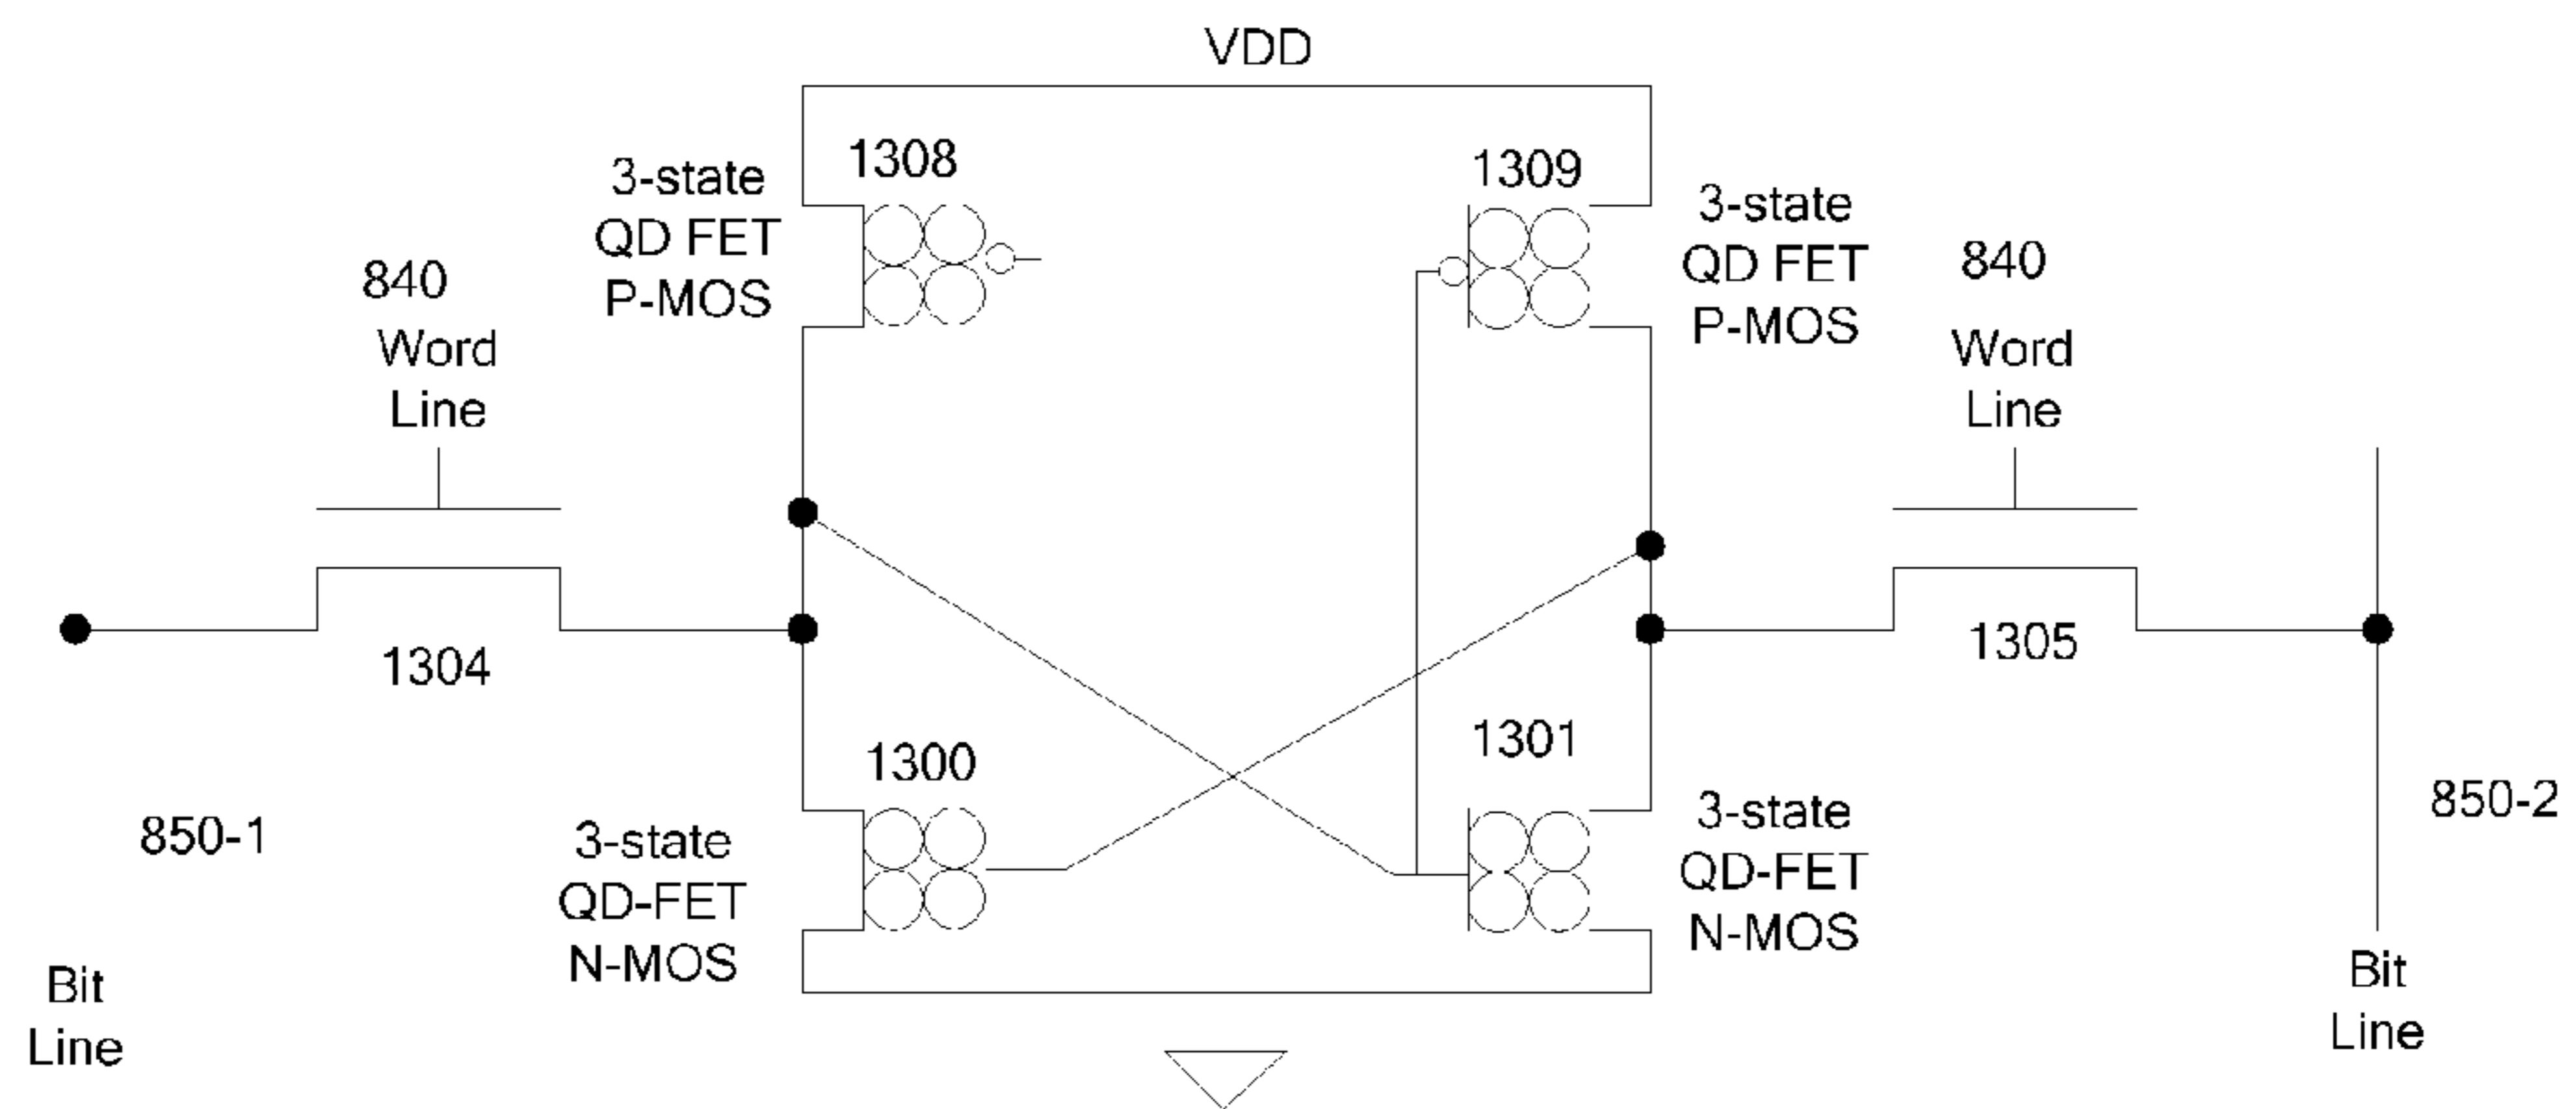 VDD
3-state
QD FET
P-MOS
1308
1309
3-state
QD FET
P-MOS
840
Word
Line
840
Word
Line
1304
1305
850-1
1300
3-state
QD-FET
N-MOS
1301
3-state
QD-FET
N-MOS
850-2
Bit
Line
Bit
Line